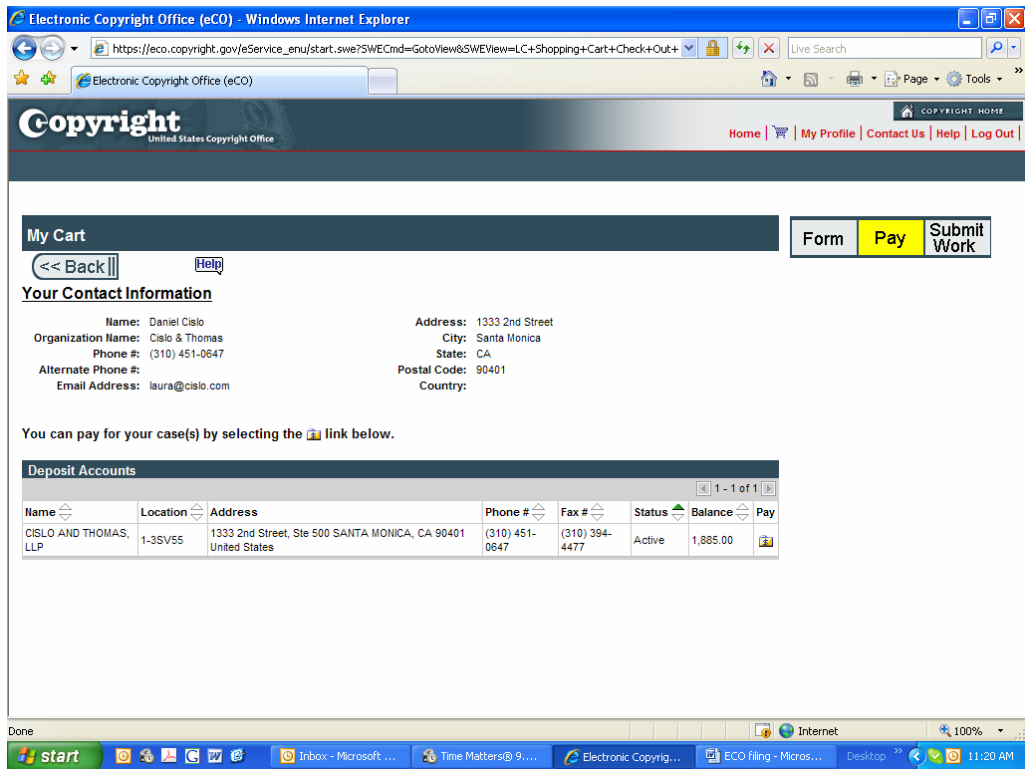 Electronic Copyright Office (eCO) - Windows Internet Explorer
https://eco.copyright.gov/eService_enu/start.swe?SWECmd=GotoView&SWEView=LC+Shopping+Cart+Check+Out+
Live Search
Electronic Copyright Office (eCO)
Page Tools »
Copyright
United States Copyright Office
COPYRIGHT HOME
Home | | My Profile | Contact Us | Help | Log Out |
My Cart
Form Pay Submit Work
<< Back Help
Your Contact Information
Name: Daniel Cislo Address: 1333 2nd Street
Organization Name: Cislo & Thomas City: Santa Monica
Phone #: (310) 451-0647 State: CA
Alternate Phone #: Postal Code: 90401
Email Address: laura@cislo.com Country:
You can pay for your case(s) by selecting the link below.
Deposit Accounts
1 - 1 of 1
Name Location Address Phone # Fax # Status Balance Pay
CISLO AND THOMAS, LLP 1-3SV55 1333 2nd Street, Ste 500 SANTA MONICA, CA 90401 United States (310) 451-0647 (310) 394-4477 Active 1,885.00
Done Internet 100%
start Inbox - Microsoft ... Time Matters® 9.... Electronic Copyrig... ECO filing - Micros... Desktop » 11:20 AM